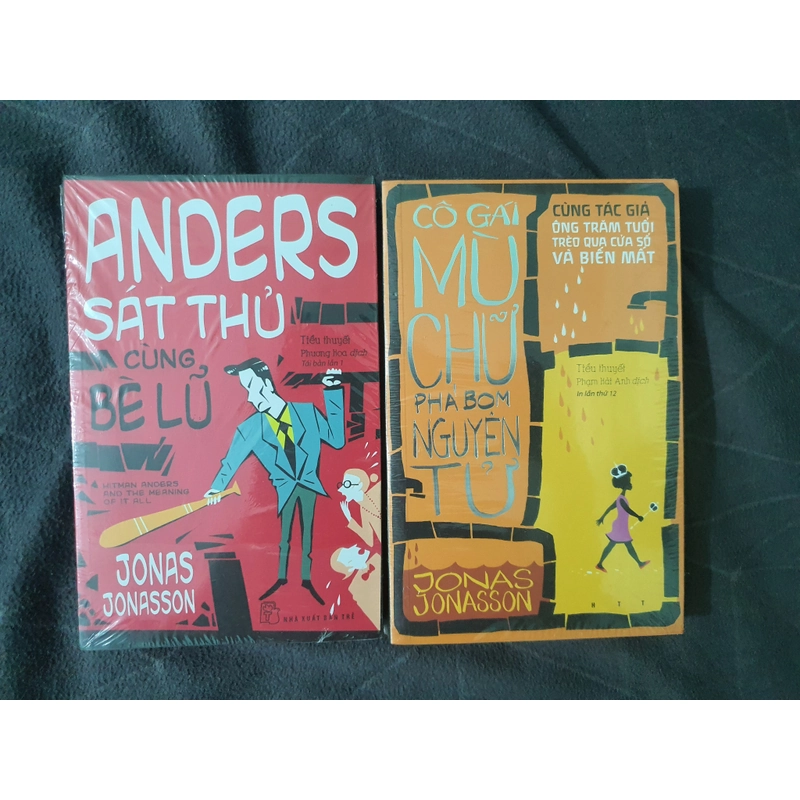 ANDERS
SÁT THỦ
CÙNG
BÈ LŨ
Tiểu thuyết
Phương Hoa dịch
Tái bản lần 1
HITMAN ANDERS
AND THE MEANING
OF IT ALL
JONAS
JONASSON
NHÀ XUẤT BẢN TRẺ
CÔ GÁI
MÙ
CHỮ
PHÁ BOM
NGUYÊN
TỬ
CÙNG TÁC GIẢ
ÔNG TRĂM TUỔI
TRÈO QUA CỬA SỔ
VÀ BIẾN MẤT
Tiểu thuyết
Phạm Hải Anh dịch
In lần thứ 12
JONAS
JONASSON
H T T